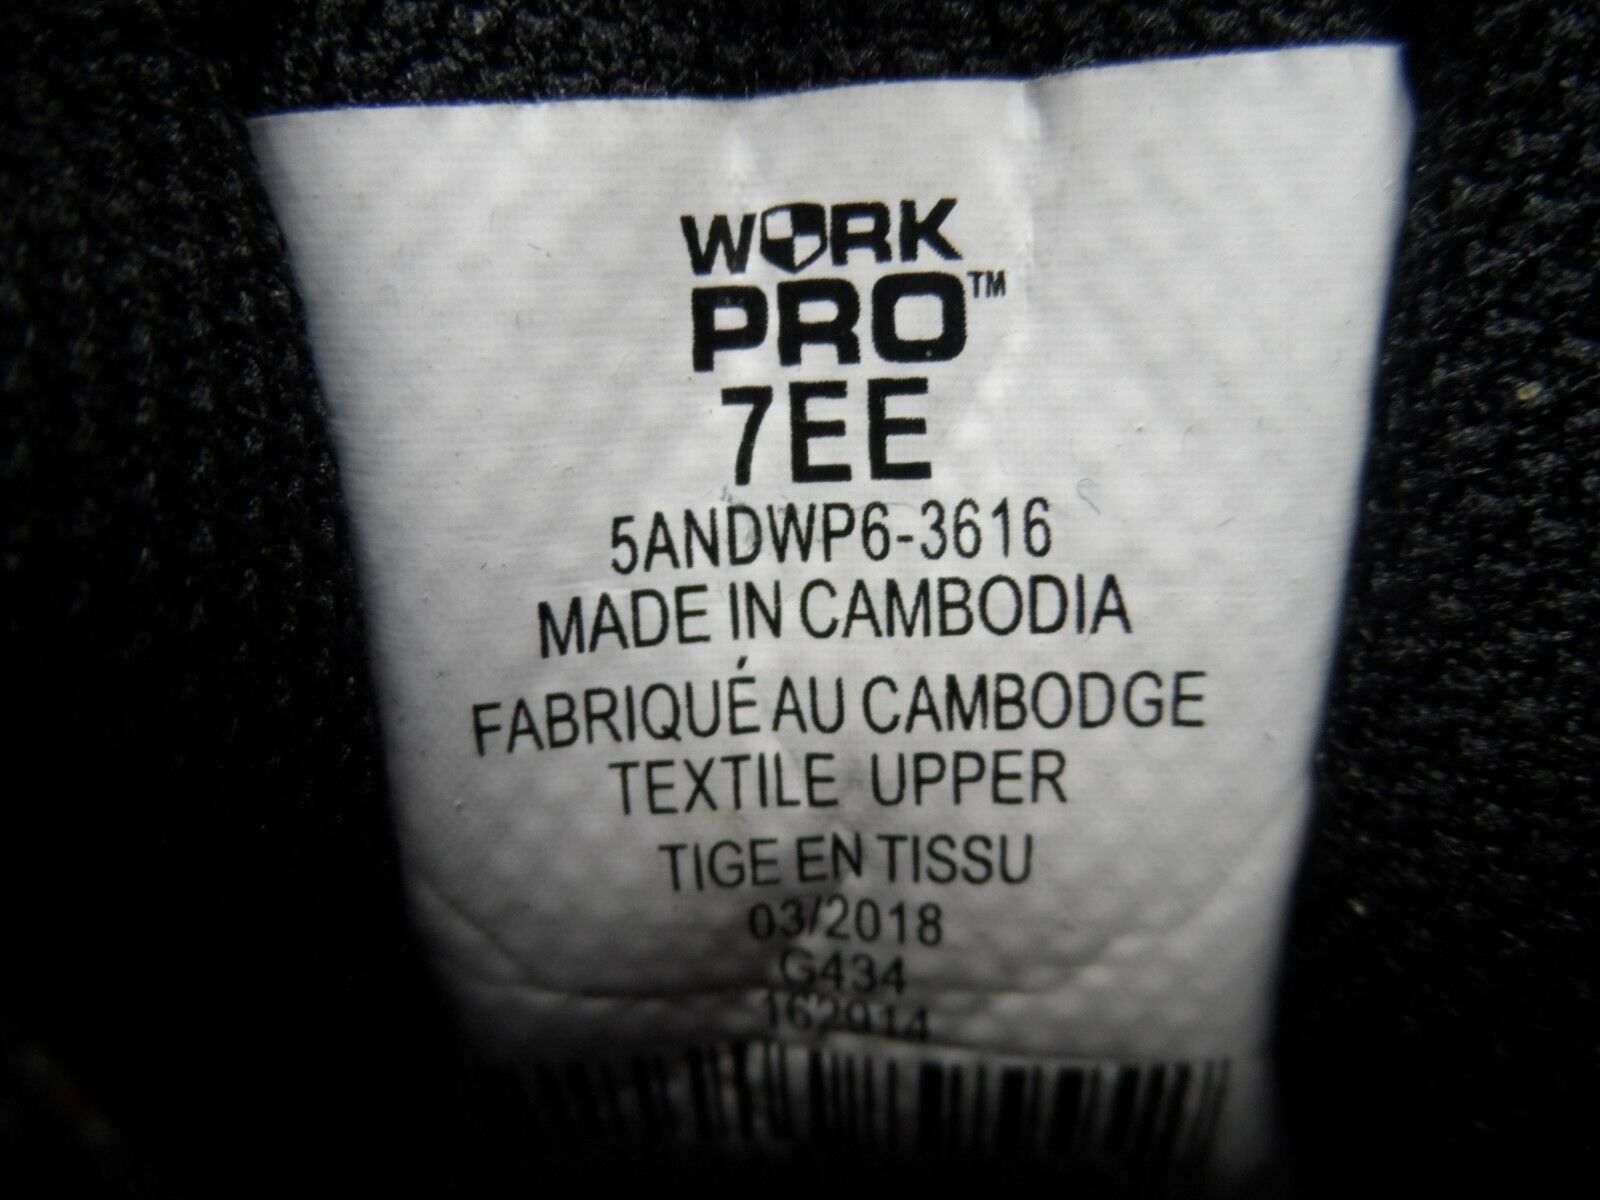 WORK
PRO™
7EE
5ANDWP6-3616
MADE IN CAMBODIA
FABRIQUÉ AU CAMBODGE
TEXTILE UPPER
TIGE EN TISSU
03/2018
G434
162914